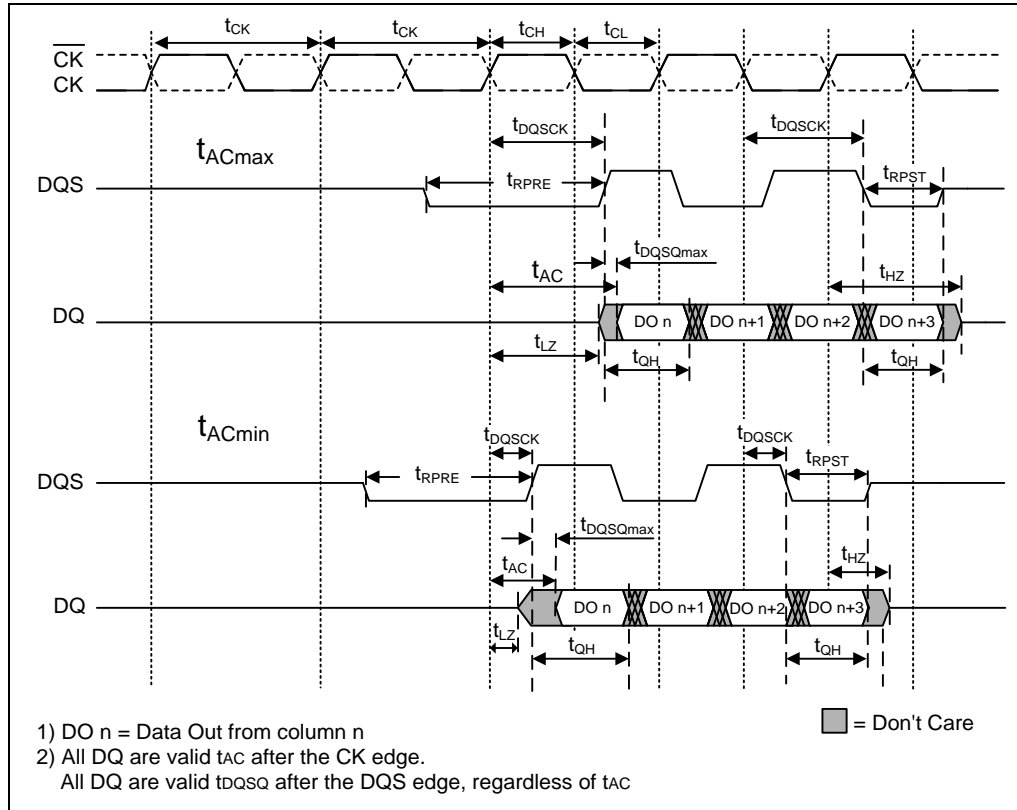 tCK tCK tCH tCL
CK
CK
tDQSCK tDQSCK
tACmax
DQS tRPRE tRPST
tDQSQmax
tAC tHZ
DQ DO n DO n+1 DO n+2 DO n+3
tLZ tQH tQH
tACmin
tDQSCK tDQSCK
DQS tRPRE tRPST
tDQSQmax
tAC tHZ
DQ DO n DO n+1 DO n+2 DO n+3
tLZ tQH tQH
1) DO n = Data Out from column n
= Don't Care
2) All DQ are valid tAC after the CK edge.
All DQ are valid tDQSQ after the DQS edge, regardless of tAC